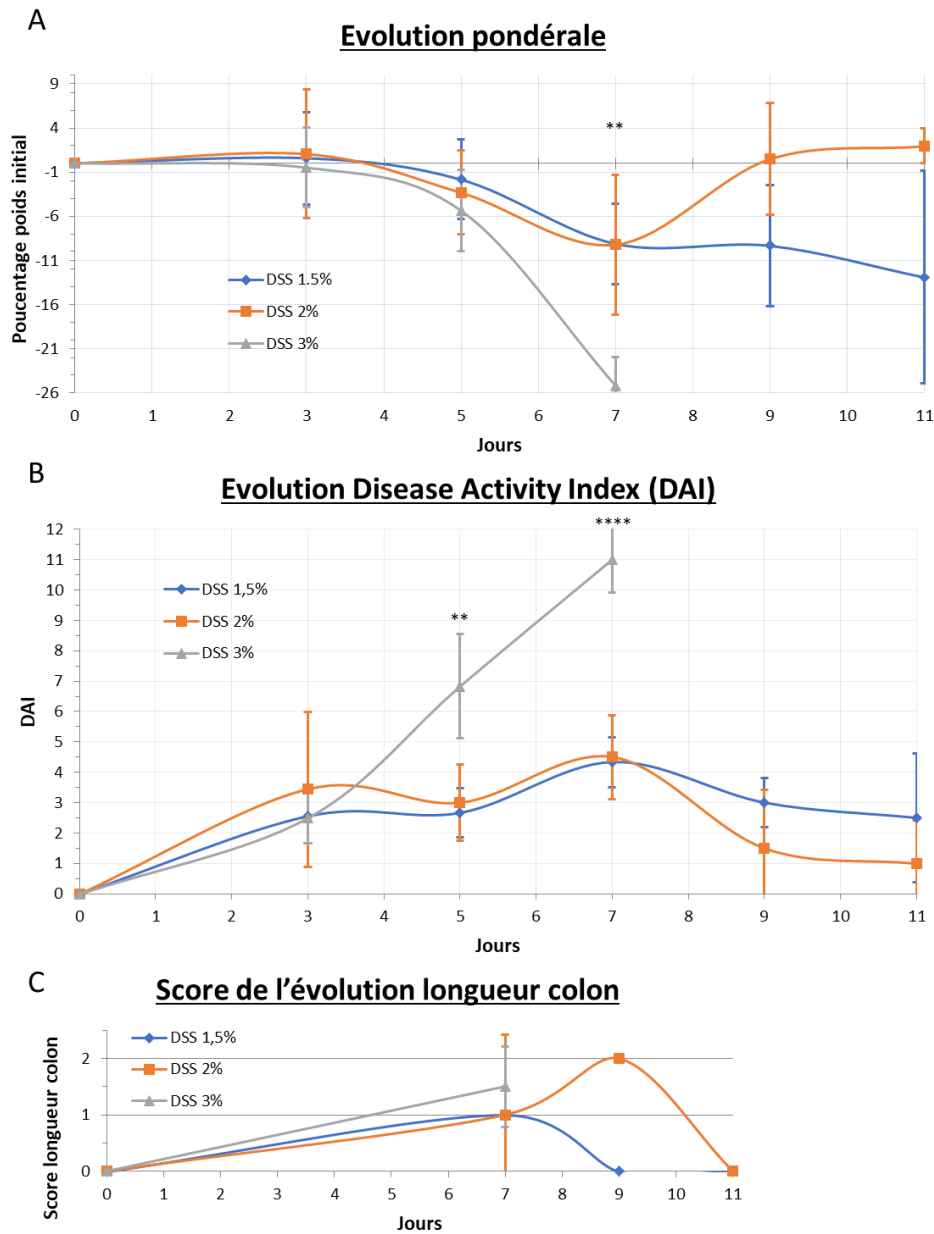 A
Evolution pondérale
Poucentage poids initial
9
4
-1
-6
-11
-16
-21
-26
**
DSS 1.5%
DSS 2%
DSS 3%
0 1 2 3 4 5 6 7 8 9 10 11
Jours
B
Evolution Disease Activity Index (DAI)
DAI
12
11
10
9
8
7
6
5
4
3
2
1
0
****
**
DSS 1,5%
DSS 2%
DSS 3%
0 1 2 3 4 5 6 7 8 9 10 11
Jours
C
Score de l’évolution longueur colon
Score longueur colon
2
1
0
DSS 1,5%
DSS 2%
DSS 3%
0 1 2 3 4 5 6 7 8 9 10 11
Jours